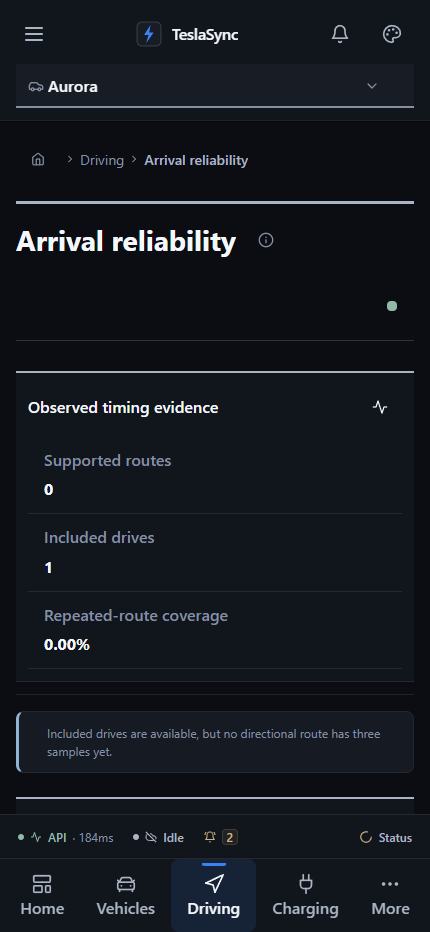 TeslaSync
Aurora
Driving
Arrival reliability
Arrival reliability
Observed timing evidence
Supported routes
0
Included drives
1
Repeated-route coverage
0.00%
Included drives are available, but no directional route has three
samples yet.
API · 184ms
Idle
2
Status
Home
Vehicles
Driving
Charging
More